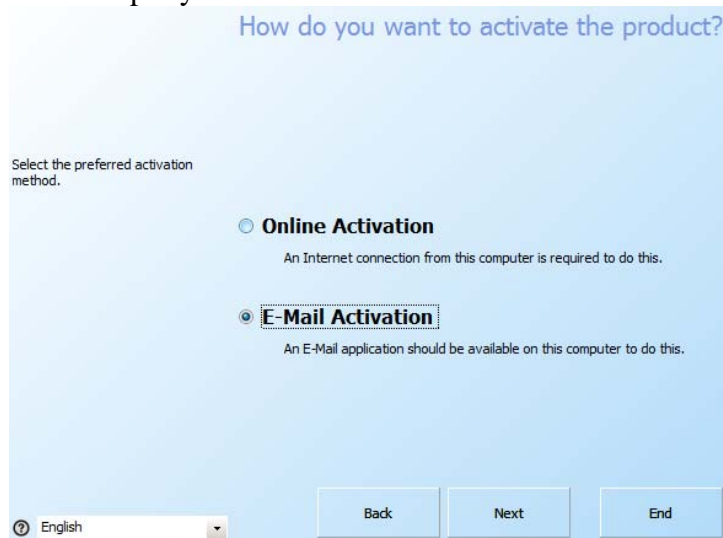 How do you want to activate the product?
Select the preferred activation
method.
Online Activation
An Internet connection from this computer is required to do this.
E-Mail Activation
An E-Mail application should be available on this computer to do this.
Back
Next
End
English